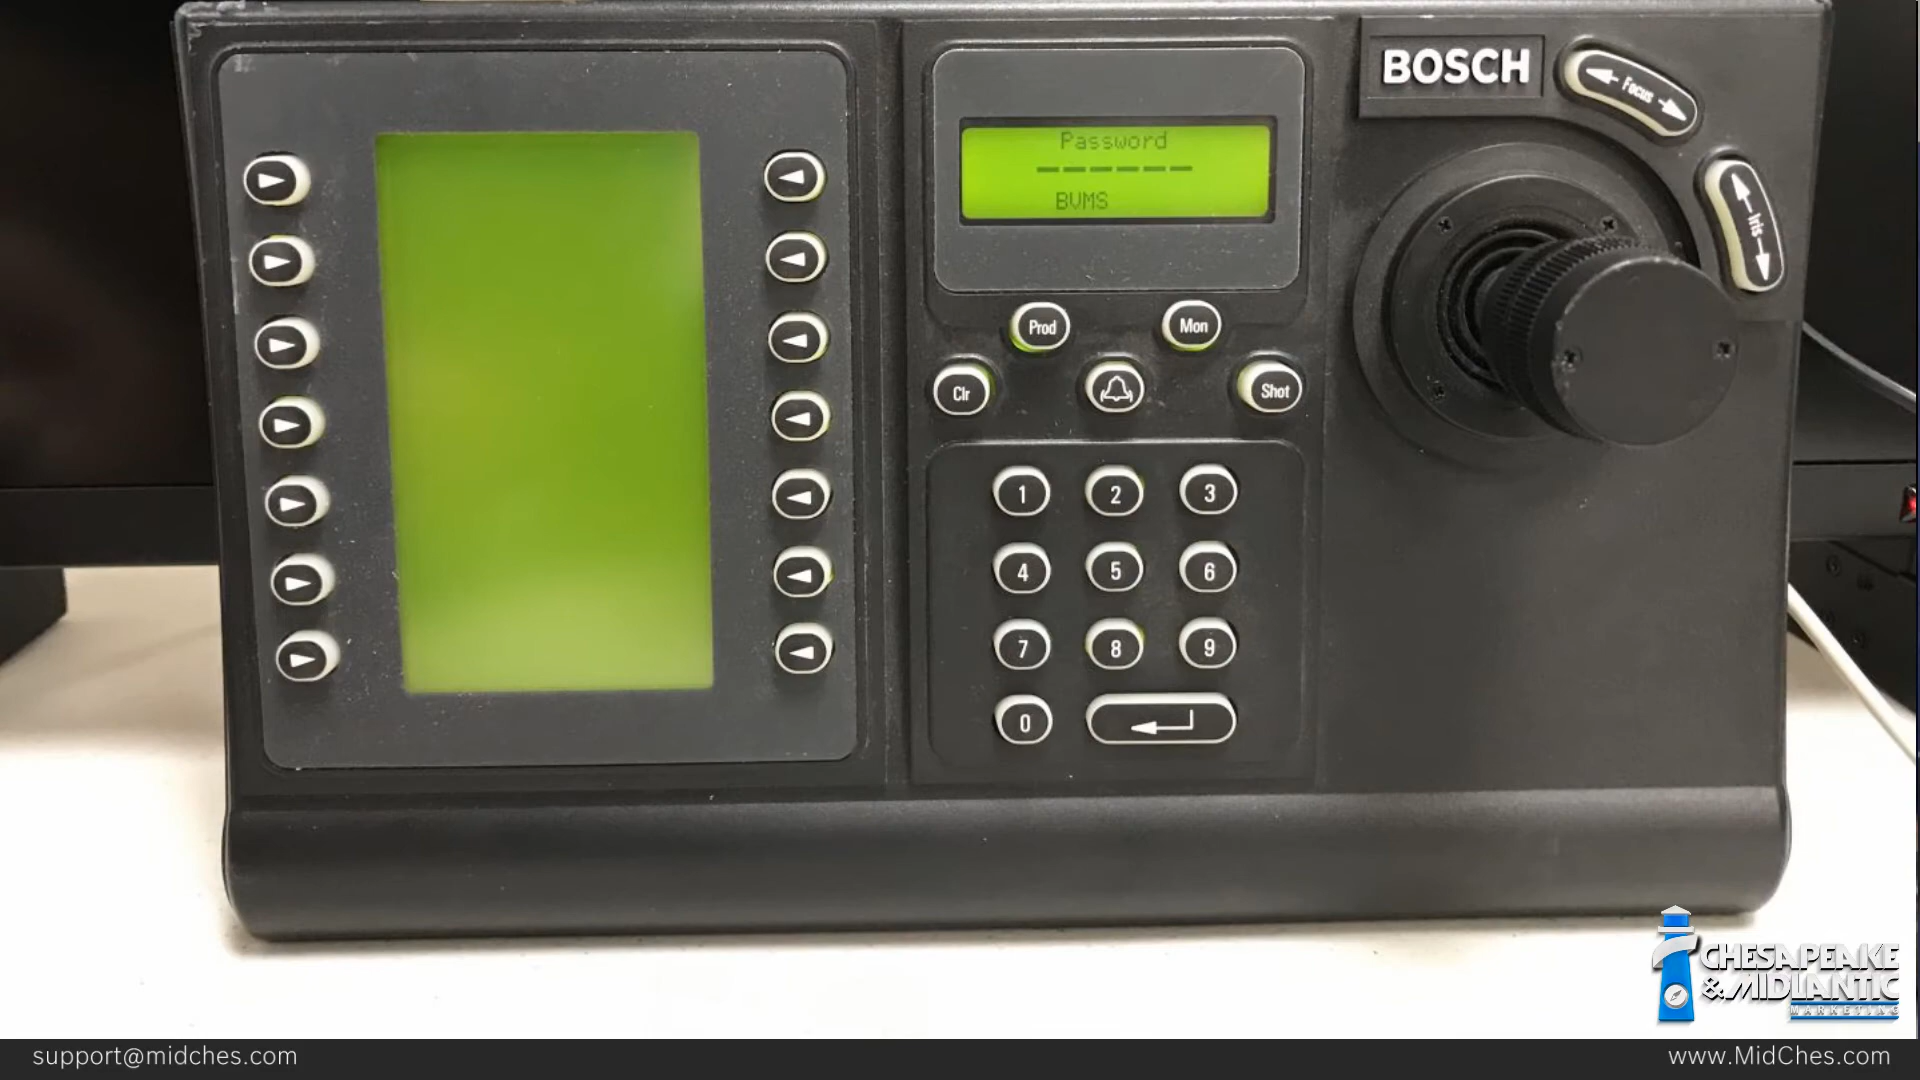 BOSCH
Focus
Password
------
BVMS
Iris
Prod
Mon
Clr
Shot
1 2 3
4 5 6
7 8 9
0
CHESAPEAKE
& MIDLANTIC
MARKETING
support@midches.com
www.MidChes.com